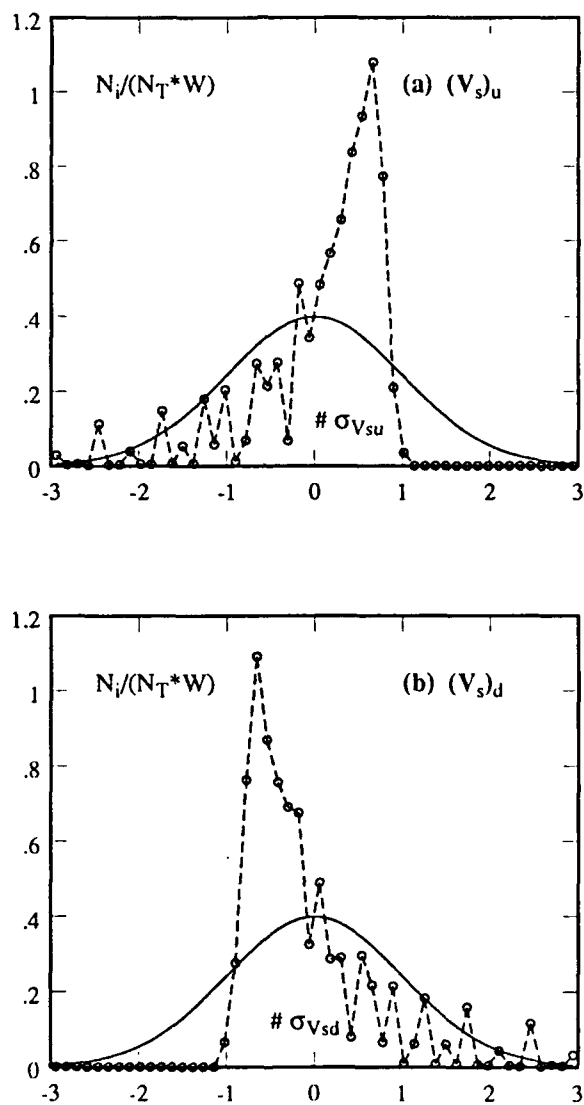 1.2
N_i/(N_T*W) (a) (V_s)_u
1
.8
.6
.4
.2
# σ_Vsu
0
-3 -2 -1 0 1 2 3
1.2
N_i/(N_T*W) (b) (V_s)_d
1
.8
.6
.4
.2
# σ_Vsd
0
-3 -2 -1 0 1 2 3